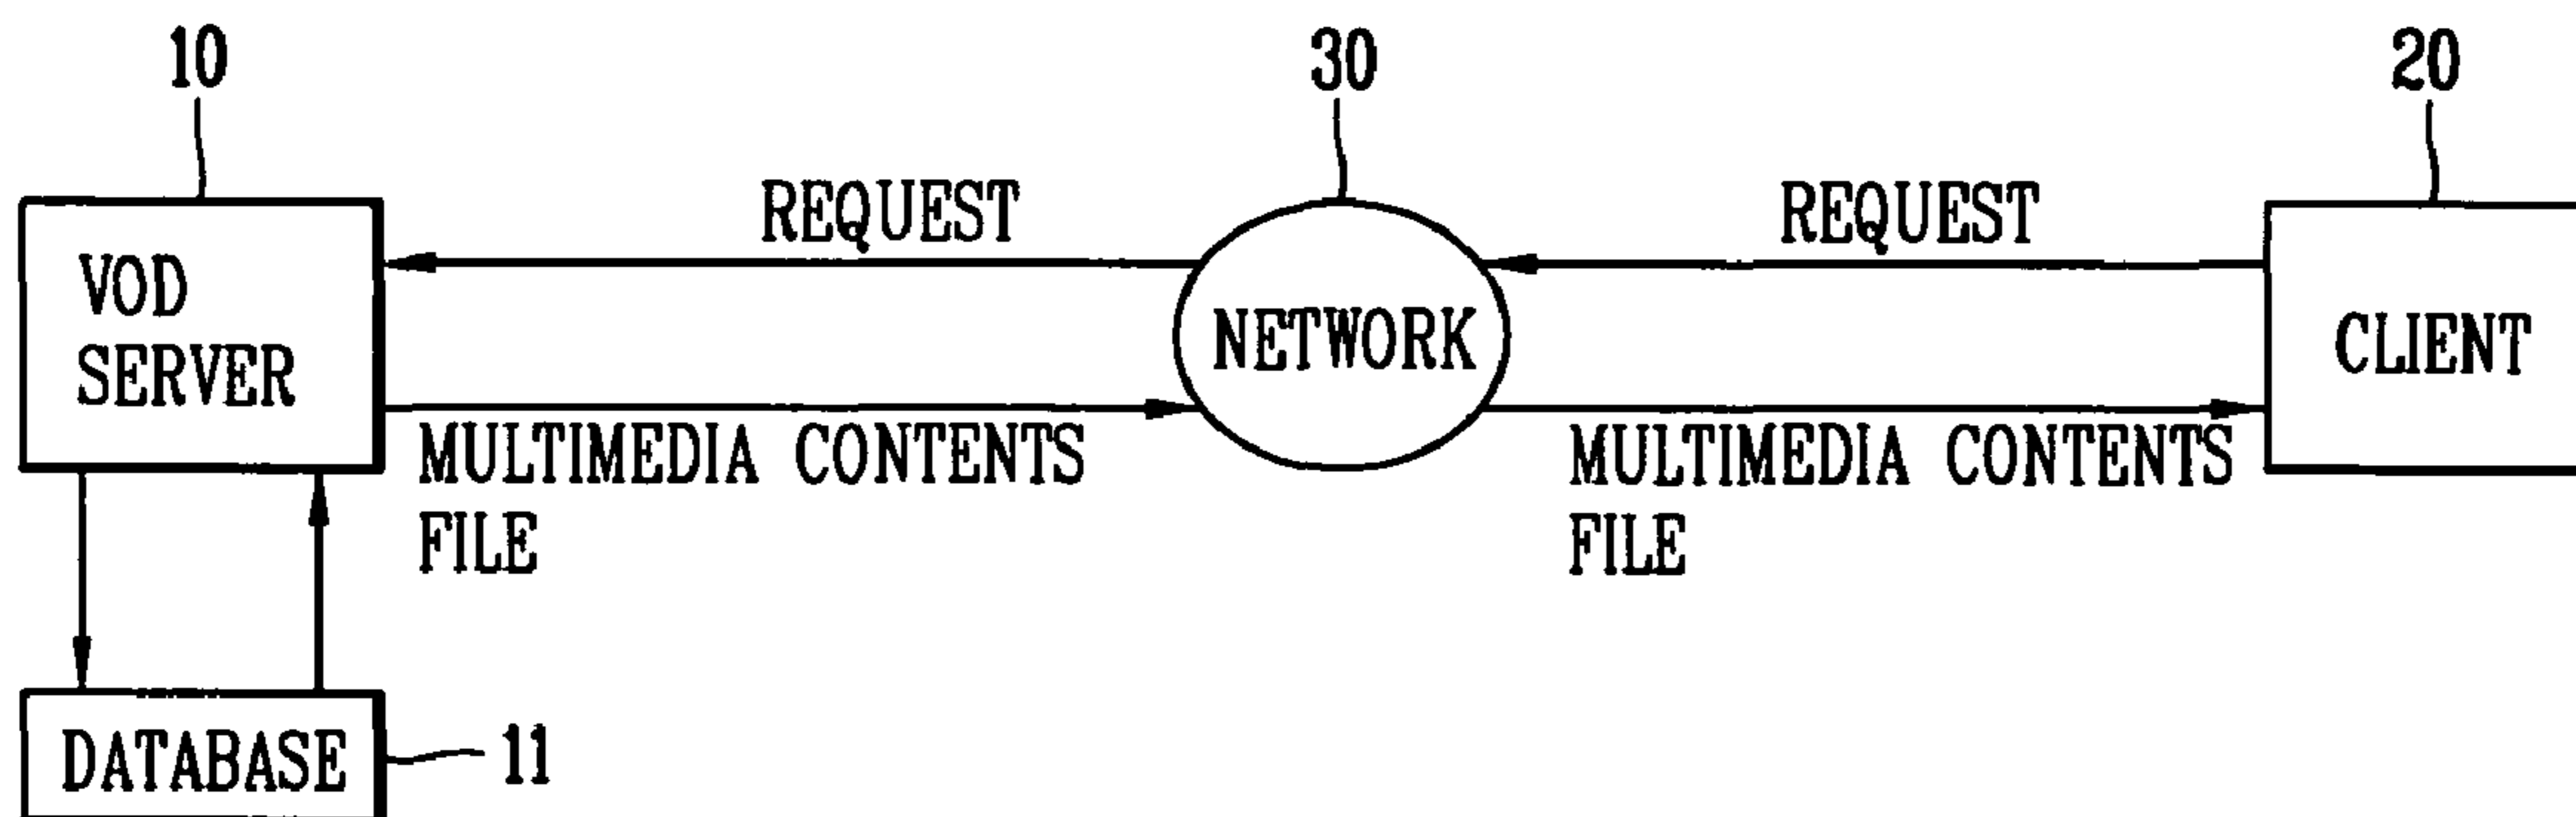 10
30
20
REQUEST
REQUEST
VOD
SERVER
NETWORK
CLIENT
MULTIMEDIA CONTENTS
FILE
MULTIMEDIA CONTENTS
FILE
DATABASE
11